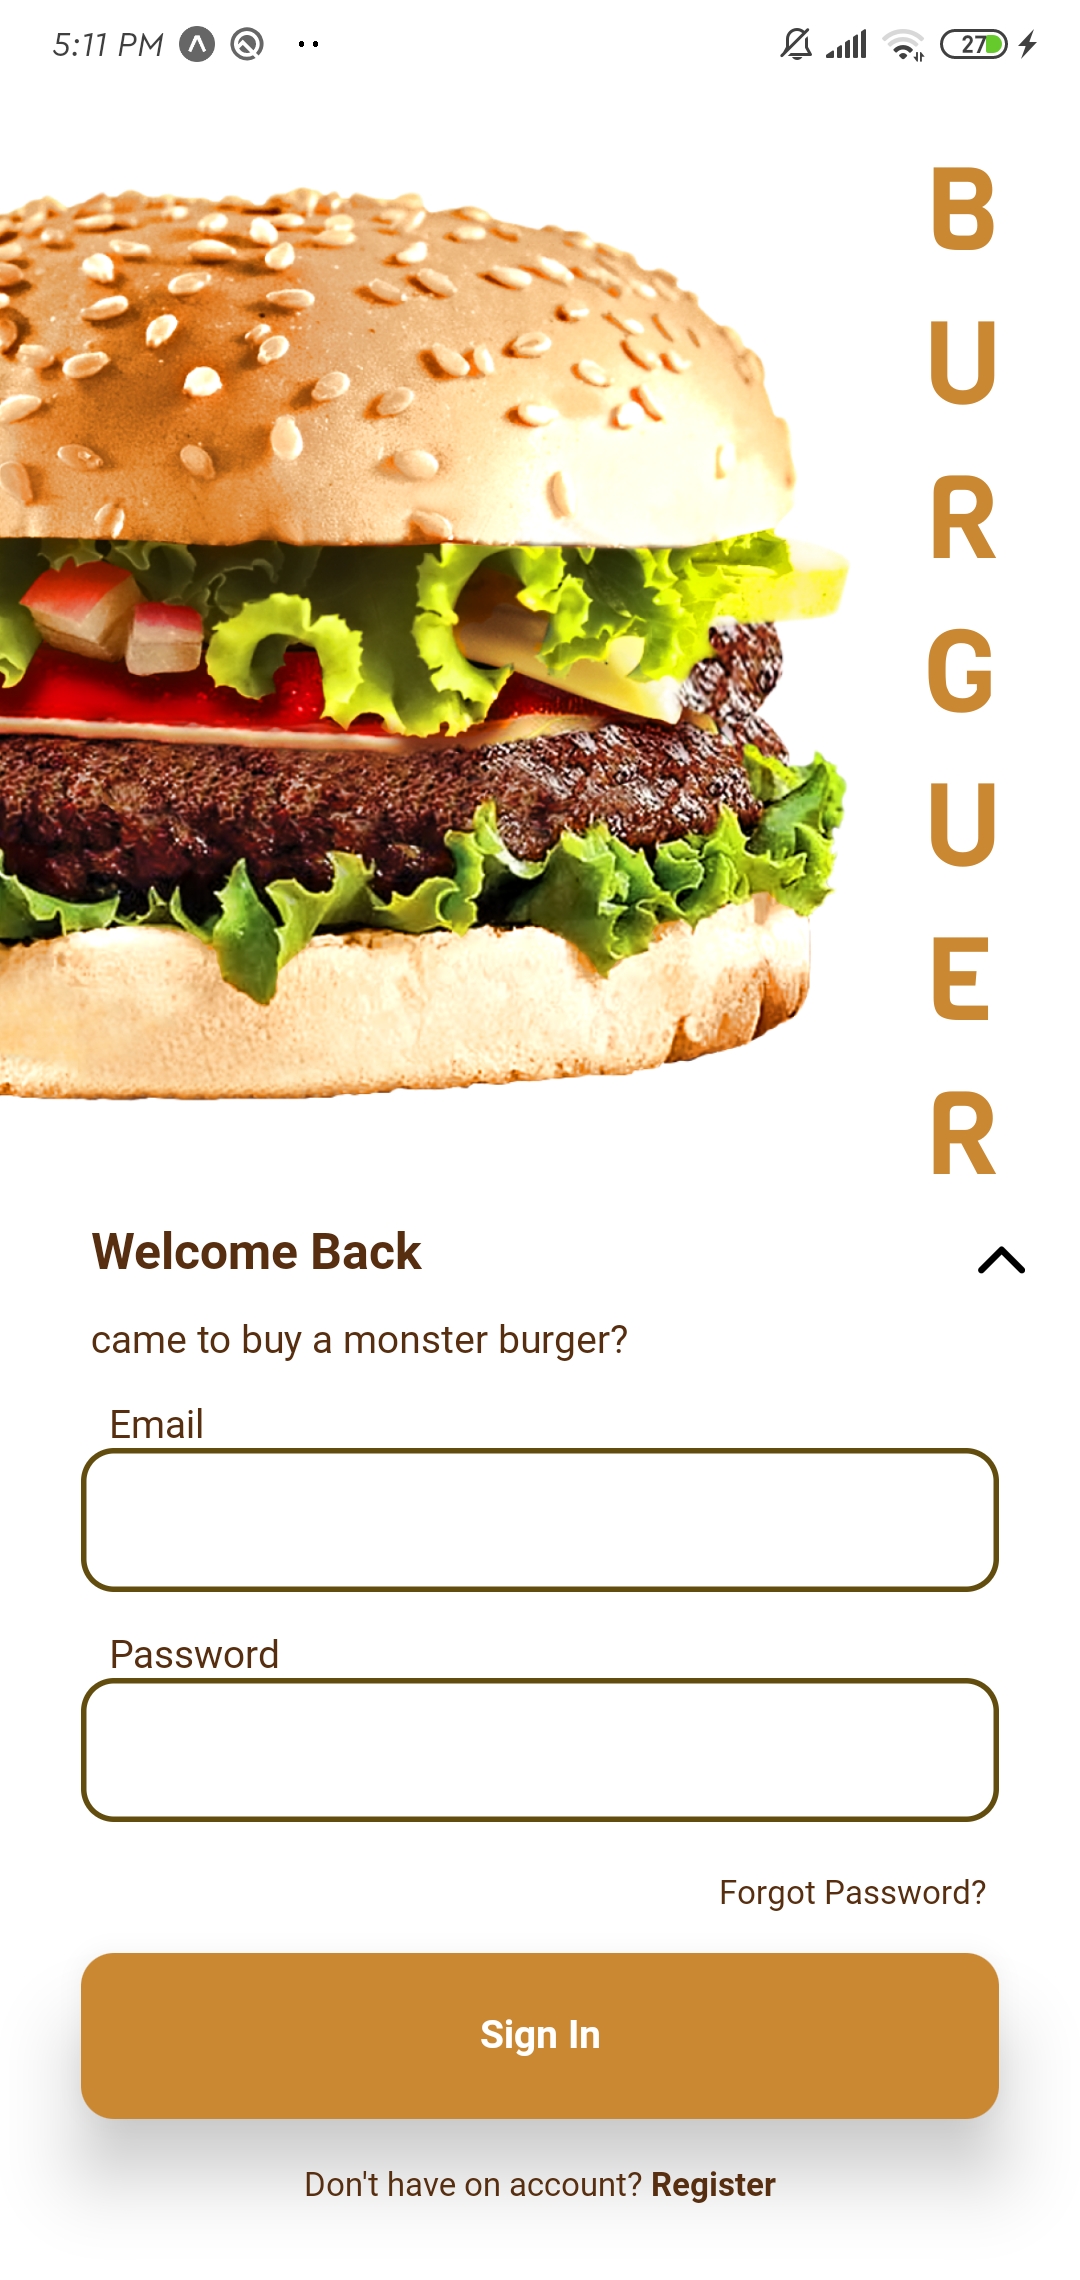 5:11 PM
27
B
U
R
G
U
E
R
Welcome Back
came to buy a monster burger?
Email
Password
Forgot Password?
Sign In
Don't have on account? Register